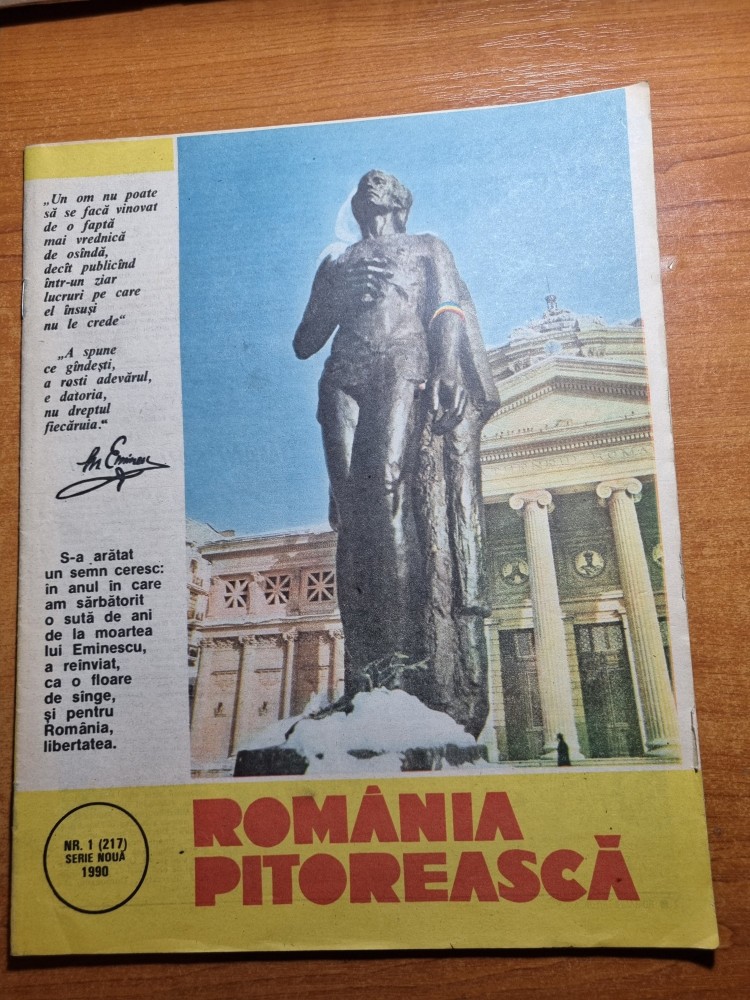 „Un om nu poate
să se facă vinovat
de o faptă
mai vrednică
de osîndă,
decît publicînd
într-un ziar
lucruri pe care
el însuși
nu le crede“
„A spune
ce gîndești,
a rosti adevărul,
e datoria,
nu dreptul
fiecăruia.“
M Eminescu
S-a arătat
un semn ceresc:
în anul în care
am sărbătorit
o sută de ani
de la moartea
lui Eminescu,
a reînviat,
ca o floare
de sînge,
și pentru
România,
libertatea.
NR. 1 (217)
SERIE NOUĂ
1990
ROMÂNIA
PITOREASCĂ